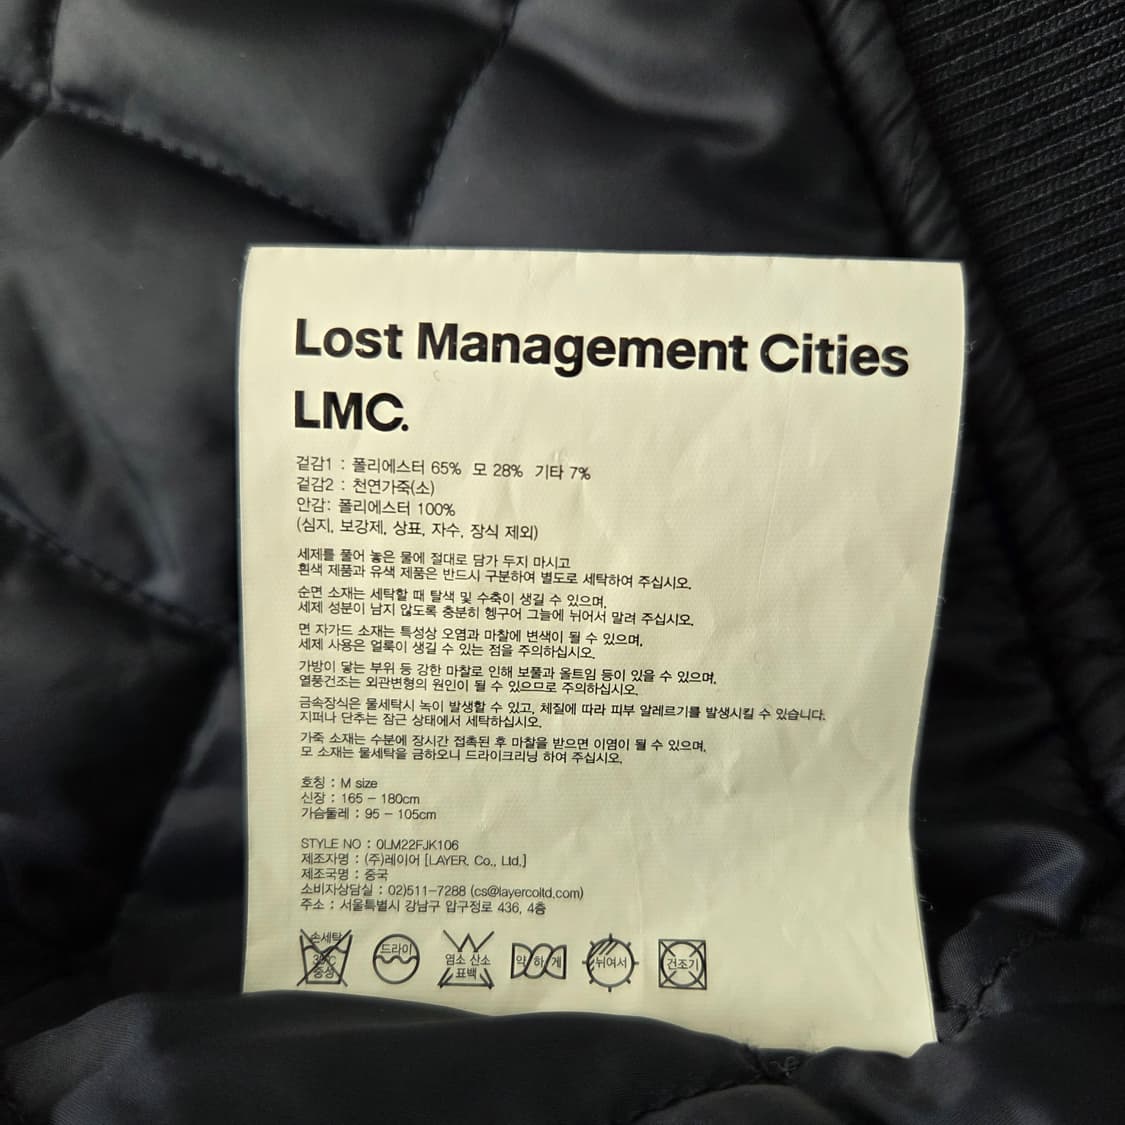 Lost Management Cities
LMC.
겉감1 : 폴리에스터 65% 모 28% 기타 7%
겉감2 : 천연가죽(소)
안감: 폴리에스터 100%
(심지, 보강제, 상표, 자수, 장식 제외)
세제를 풀어 놓은 물에 절대로 담가 두지 마시고
흰색 제품과 유색 제품은 반드시 구분하여 별도로 세탁하여 주십시오.
순면 소재는 세탁할 때 탈색 및 수축이 생길 수 있으며,
세제 성분이 남지 않도록 충분히 헹구어 그늘에 뉘어서 말려 주십시오.
면 자가드 소재는 특성상 오염과 마찰에 변색이 될 수 있으며,
세제 사용은 얼룩이 생길 수 있는 점을 주의하십시오.
가방이 닿는 부위 등 강한 마찰로 인해 보풀과 올트임 등이 있을 수 있으며,
열풍건조는 외관변형의 원인이 될 수 있으므로 주의하십시오.
금속장식은 물세탁시 녹이 발생할 수 있고, 체질에 따라 피부 알레르기를 발생시킬 수 있습니다.
지퍼나 단추는 잠근 상태에서 세탁하십시오.
가죽 소재는 수분에 장시간 접촉된 후 마찰을 받으면 이염이 될 수 있으며,
모 소재는 물세탁을 금하오니 드라이크리닝 하여 주십시오.
호칭 : M size
신장 : 165 - 180cm
가슴둘레 : 95 - 105cm
STYLE NO : 0LM22FJK106
제조자명 : (주)레이어 [LAYER. Co., Ltd.]
제조국명 : 중국
소비자상담실 : 02)511-7288 (cs@layercoltd.com)
주소 : 서울특별시 강남구 압구정로 436, 4층
손세탁 30℃ 중성
드라이
염소 산소 표백
약하게
뉘어서
건조기